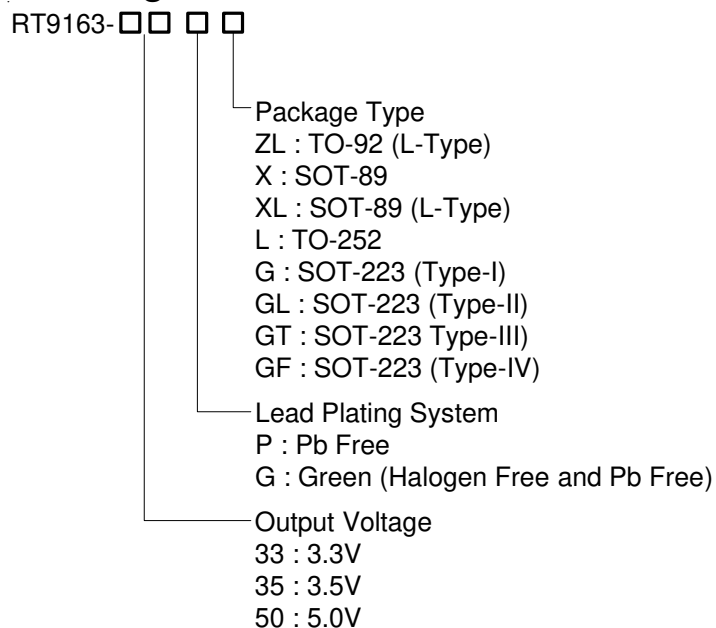 RT9163-
Package Type
ZL : TO-92 (L-Type)
X : SOT-89
XL : SOT-89 (L-Type)
L : TO-252
G : SOT-223 (Type-I)
GL : SOT-223 (Type-II)
GT : SOT-223 Type-III)
GF : SOT-223 (Type-IV)
Lead Plating System
P : Pb Free
G : Green (Halogen Free and Pb Free)
Output Voltage
33 : 3.3V
35 : 3.5V
50 : 5.0V